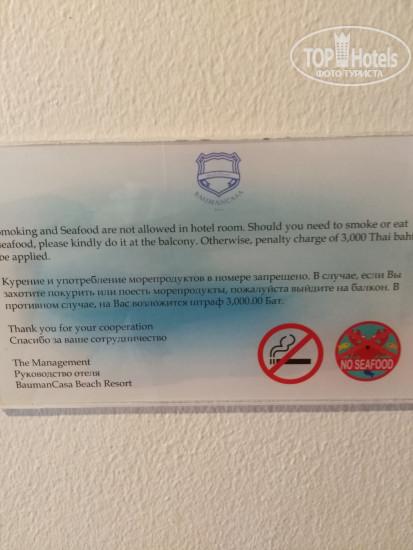 TOP Hotels
ФОТО ТУРИСТА
BAUMANCASA
moking and Seafood are not allowed in hotel room. Should you need to smoke or eat
seafood, please kindly do it at the balcony. Otherwise, penalty charge of 3,000 Thai bah
be applied.
Курение и употребление морепродуктов в номере запрещено. В случае, если Вы
захотите покурить или поесть морепродукты, пожалуйста выйдите на балкон. В
противном случае, на Вас возложится штраф 3,000.00 Бат.
Thank you for your cooperation
Спасибо за ваше сотрудничество
The Management
Руководство отеля
BaumanCasa Beach Resort
NO SEAFOOD